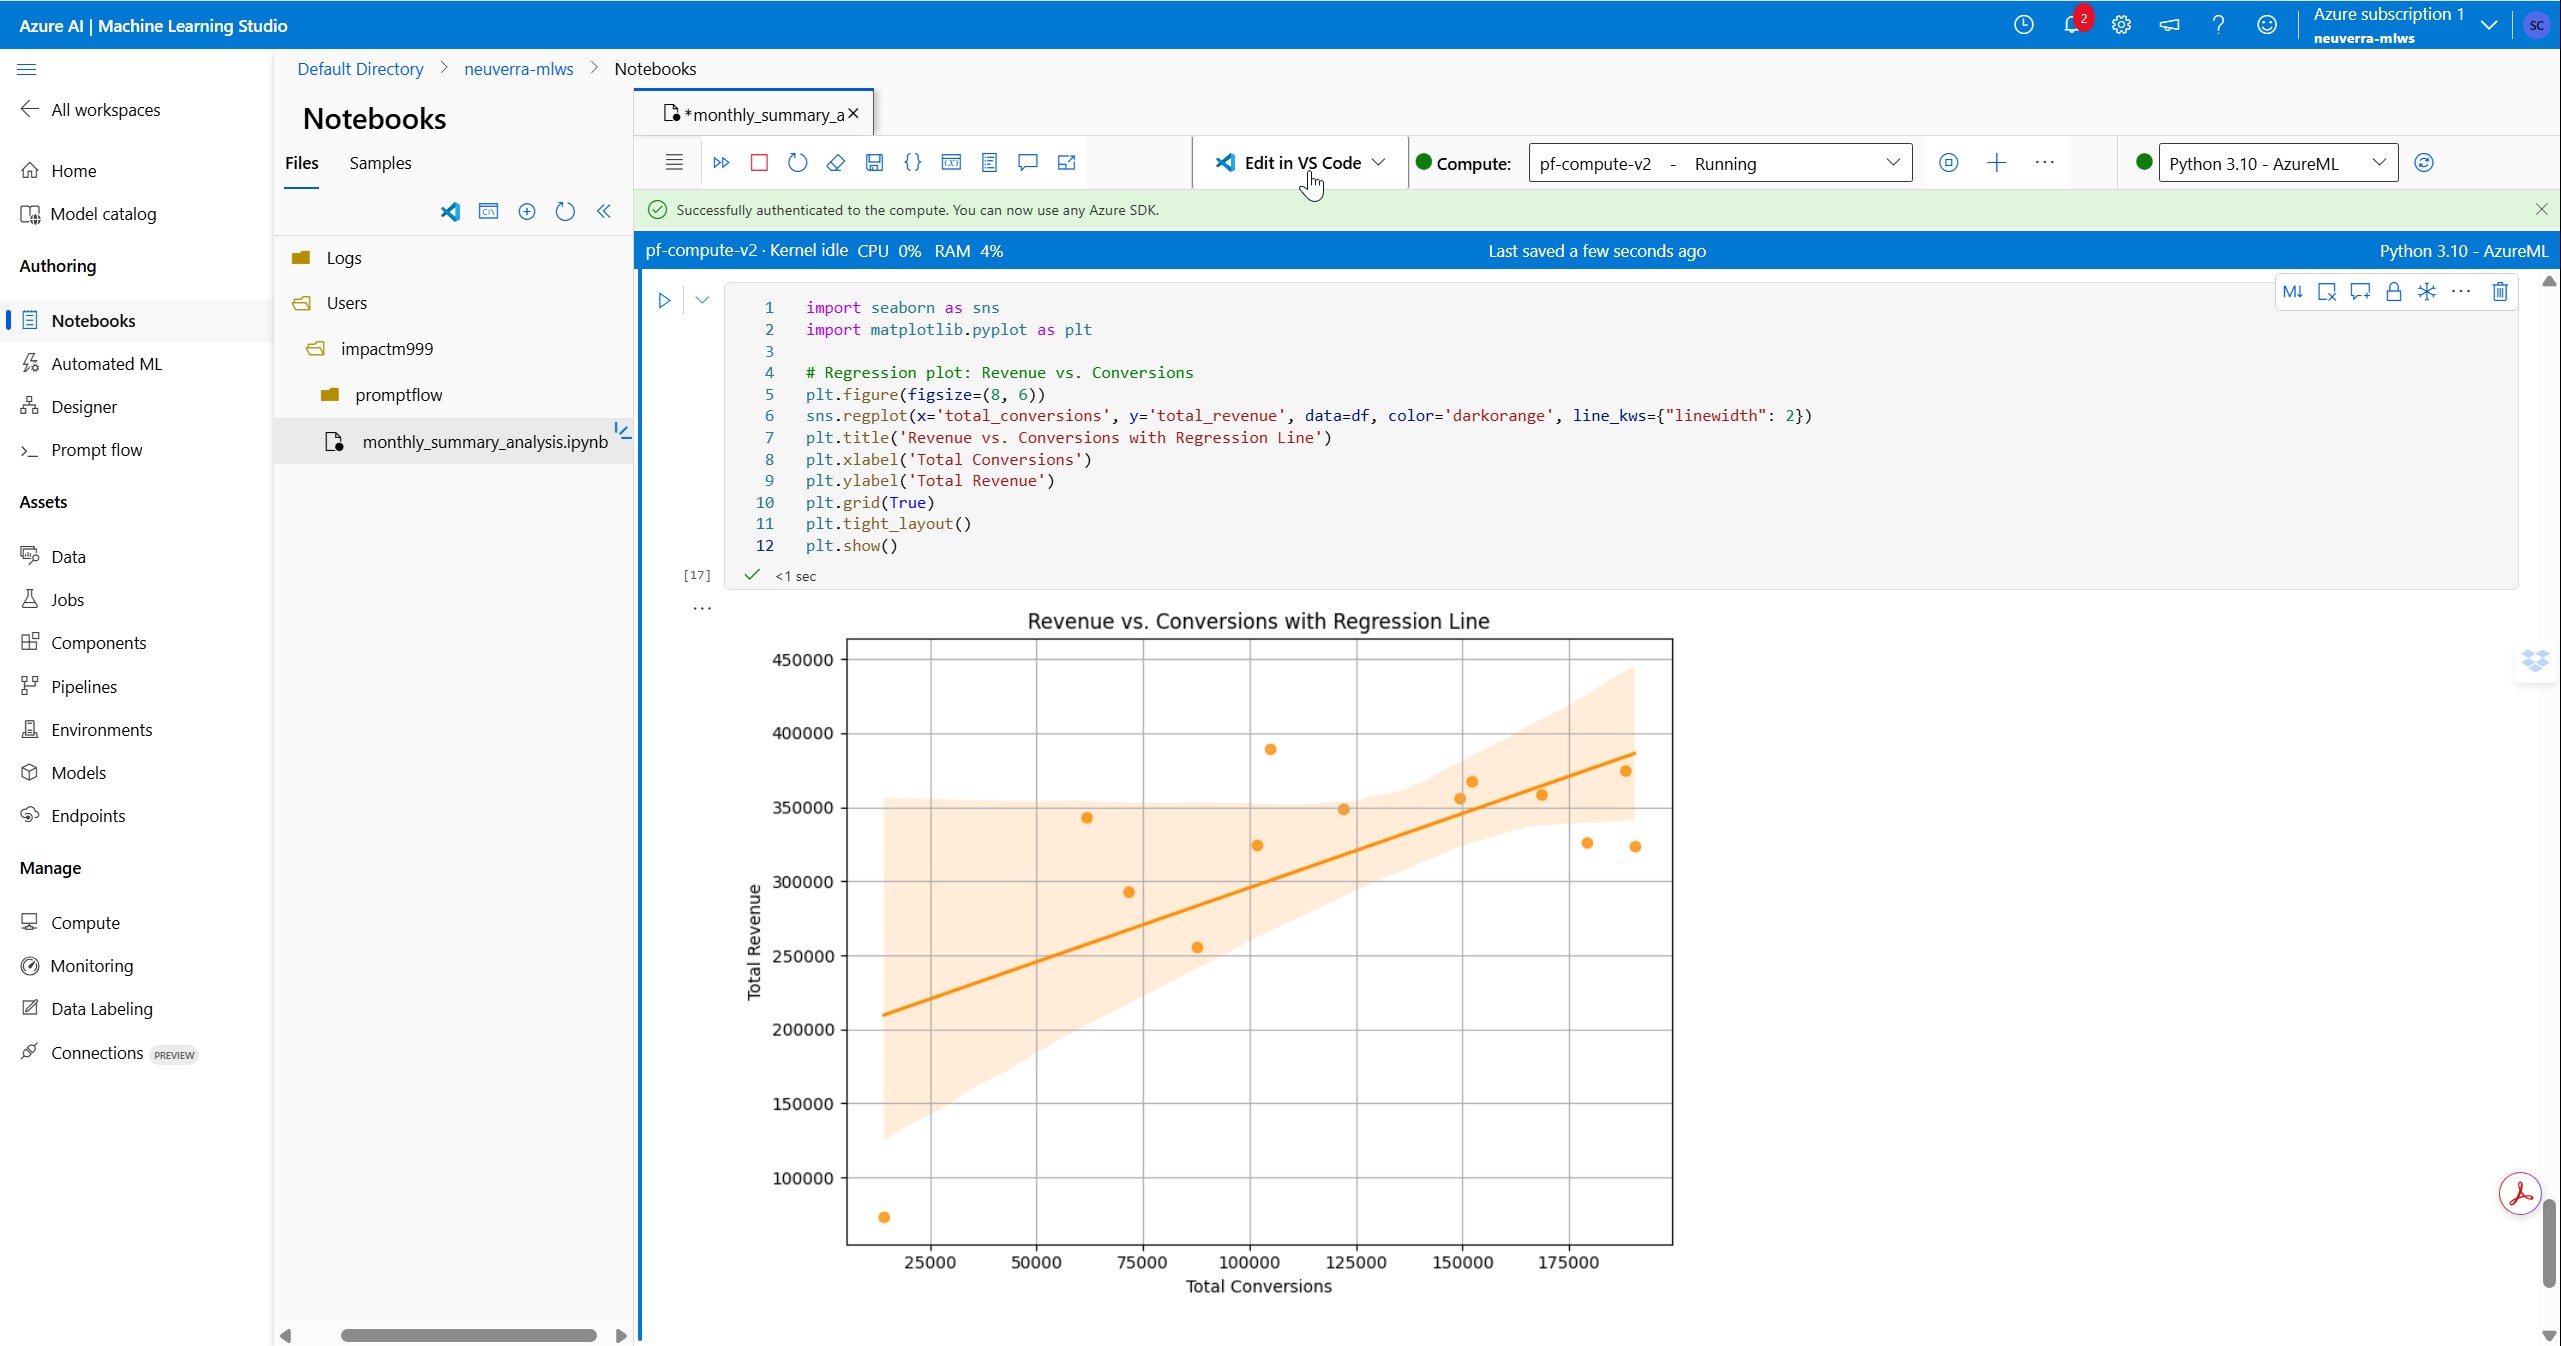 Azure AI | Machine Learning Studio
2
Azure subscription 1
neuverra-mlws
SC
All workspaces
Home
Model catalog
Authoring
Notebooks
Automated ML
Designer
Prompt flow
Assets
Data
Jobs
Components
Pipelines
Environments
Models
Endpoints
Manage
Compute
Monitoring
Data Labeling
Connections PREVIEW
Default Directory > neuverra-mlws > Notebooks
Notebooks
Files Samples
Logs
Users
impactm999
promptflow
monthly_summary_analysis.ipynb
*monthly_summary_a
Edit in VS Code
Compute: pf-compute-v2 - Running
Python 3.10 - AzureML
Successfully authenticated to the compute. You can now use any Azure SDK.
pf-compute-v2 · Kernel idle CPU 0% RAM 4% Last saved a few seconds ago Python 3.10 - AzureML
M↓
1 import seaborn as sns
2 import matplotlib.pyplot as plt
3
4 # Regression plot: Revenue vs. Conversions
5 plt.figure(figsize=(8, 6))
6 sns.regplot(x='total_conversions', y='total_revenue', data=df, color='darkorange', line_kws={"linewidth": 2})
7 plt.title('Revenue vs. Conversions with Regression Line')
8 plt.xlabel('Total Conversions')
9 plt.ylabel('Total Revenue')
10 plt.grid(True)
11 plt.tight_layout()
12 plt.show()
[17] <1 sec
Revenue vs. Conversions with Regression Line
450000
400000
350000
300000
250000
200000
150000
100000
Total Revenue
25000 50000 75000 100000 125000 150000 175000
Total Conversions